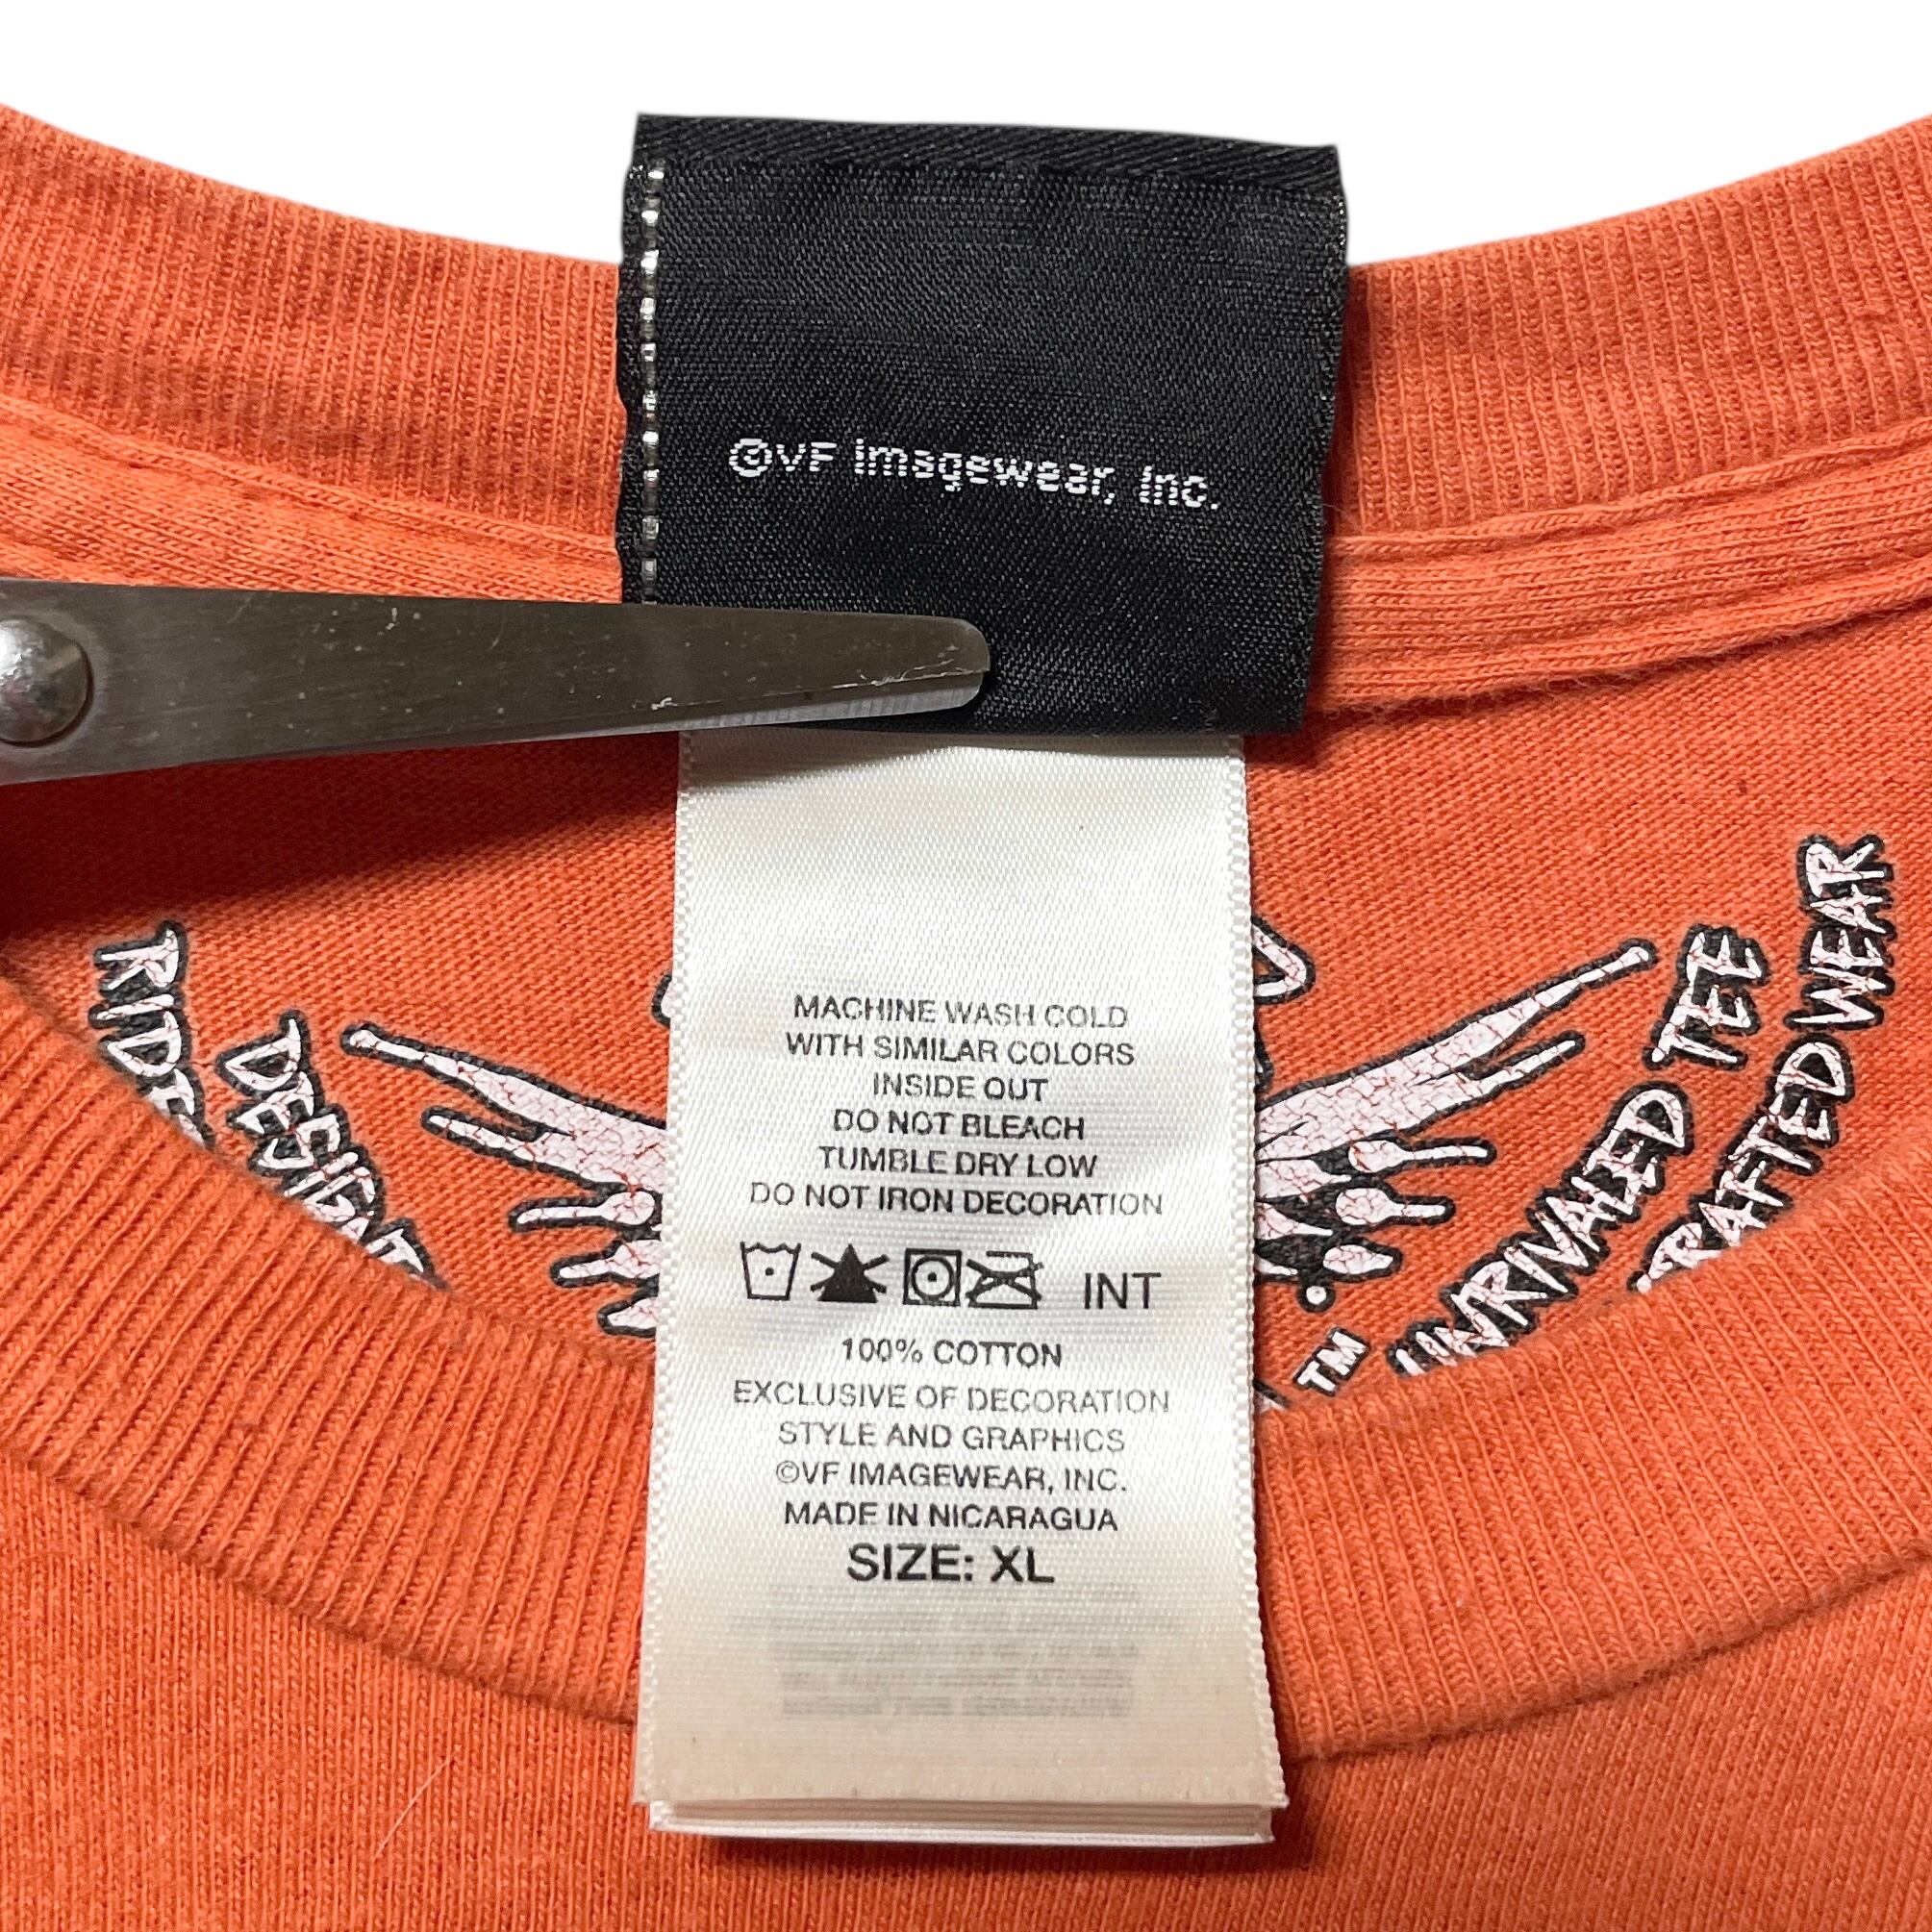 ©VF Imagewear, Inc.
MACHINE WASH COLD
WITH SIMILAR COLORS
INSIDE OUT
DO NOT BLEACH
TUMBLE DRY LOW
DO NOT IRON DECORATION
INT
100% COTTON
EXCLUSIVE OF DECORATION
STYLE AND GRAPHICS
©VF IMAGEWEAR, INC.
MADE IN NICARAGUA
SIZE: XL
DESIGN
UNRIVALED TEE
WEAR
TM